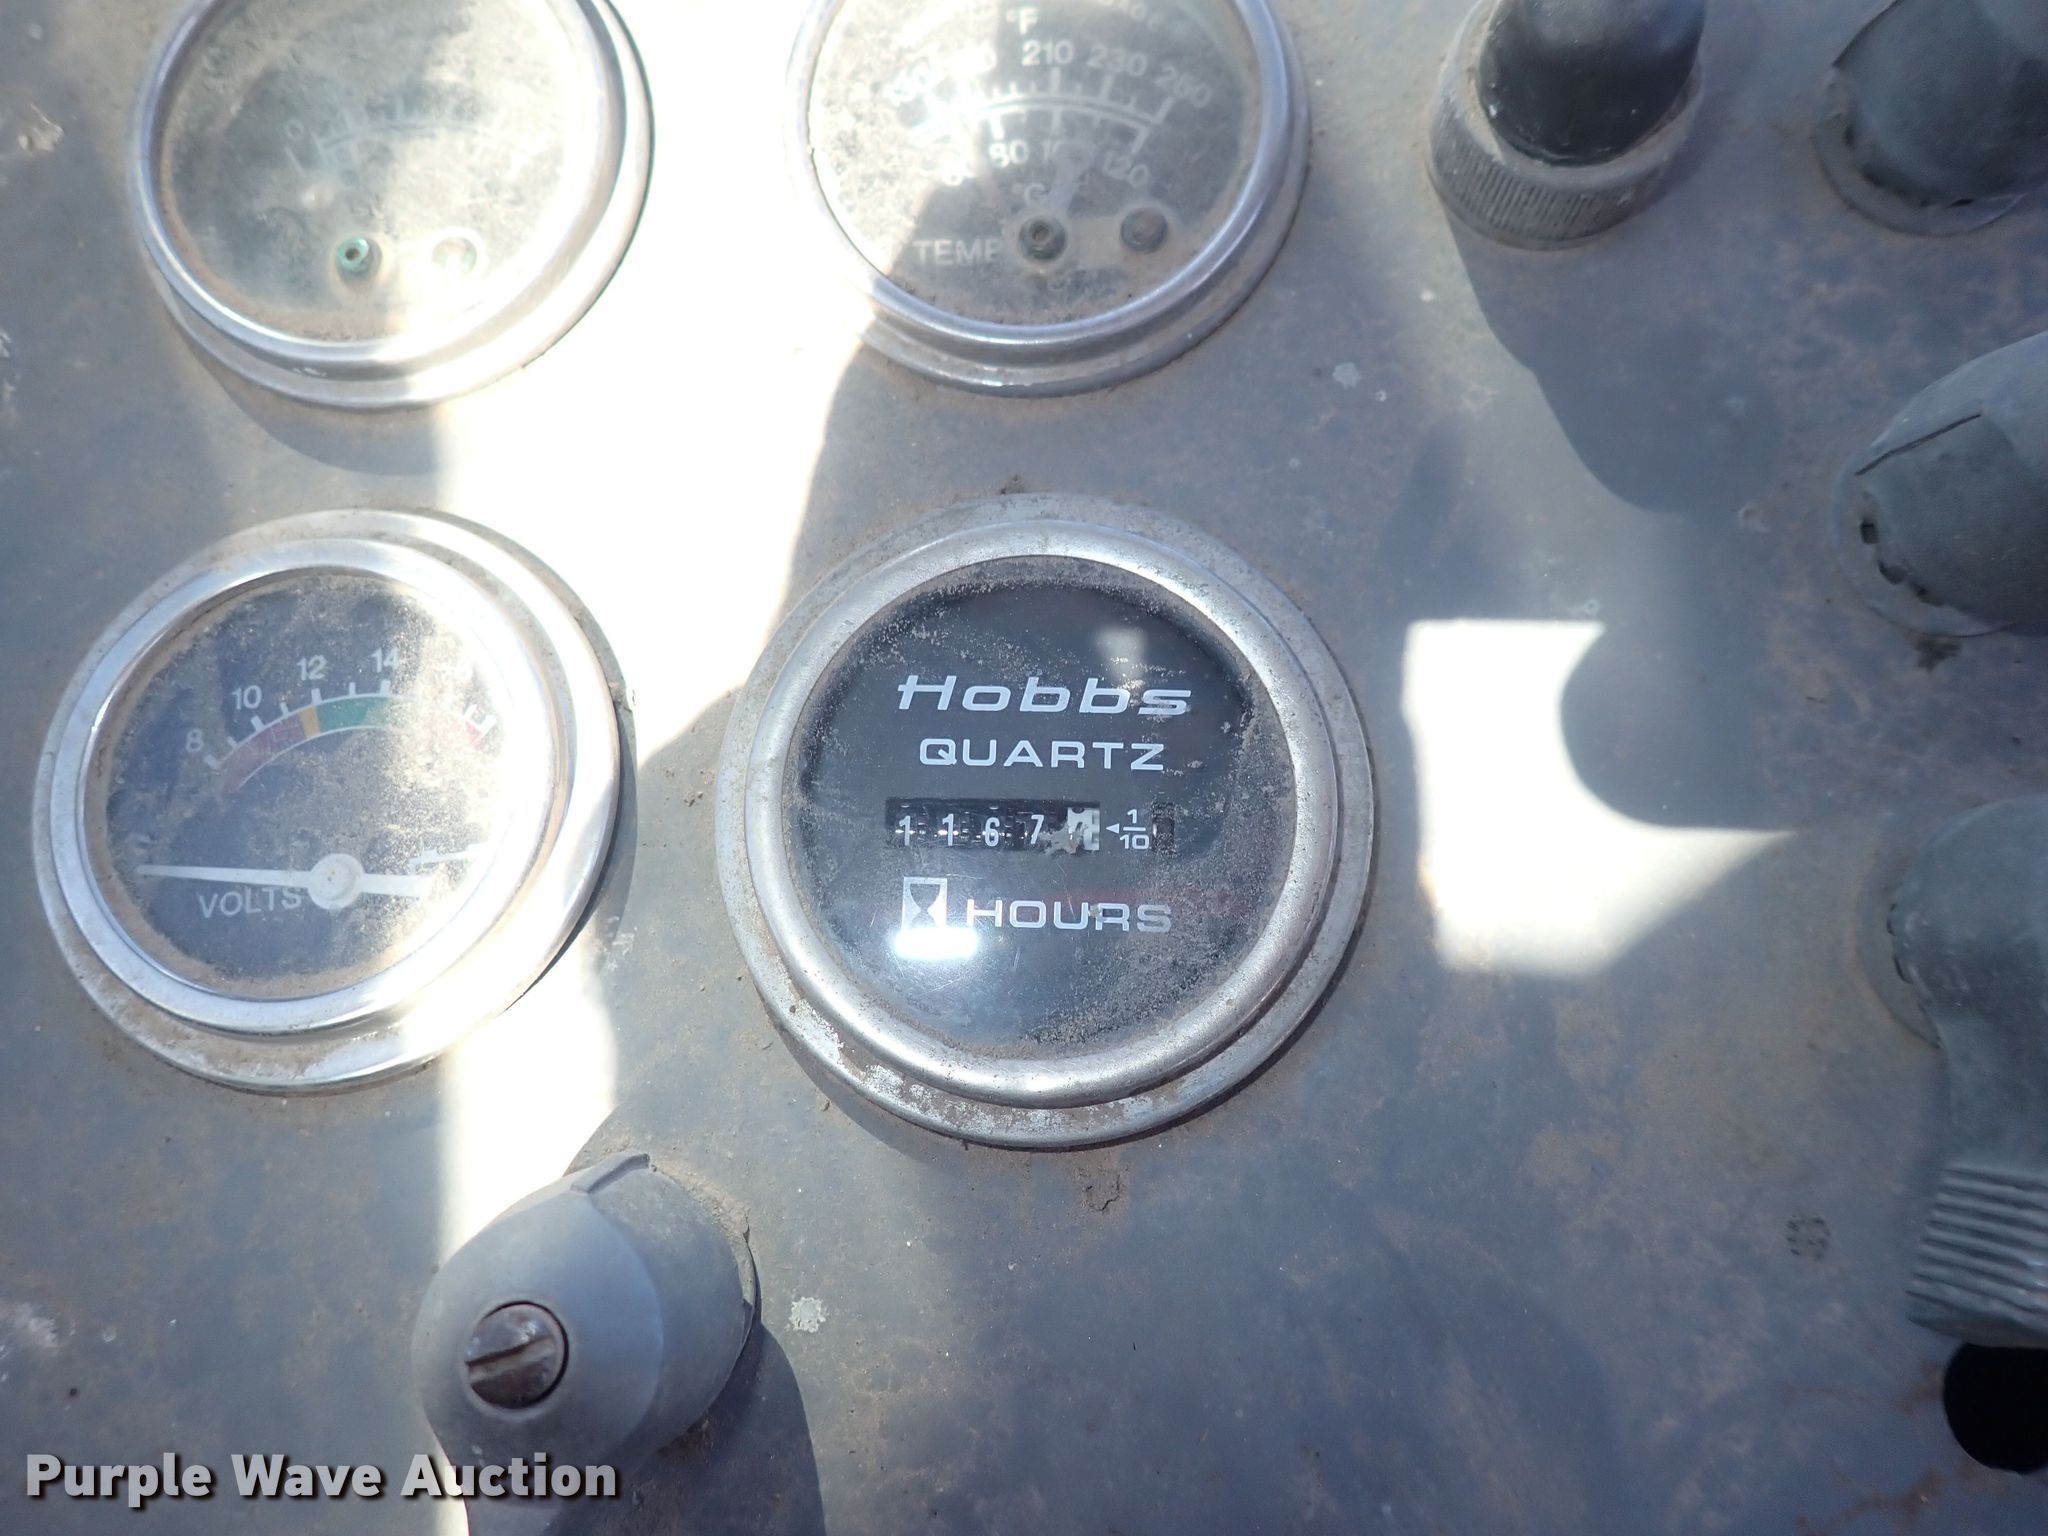 °F
210 230 250
80
120
°C
TEMP
8 10 12 14
VOLTS
Hobbs
QUARTZ
1 1 6 7 ◄1/10
HOURS
Purple Wave Auction